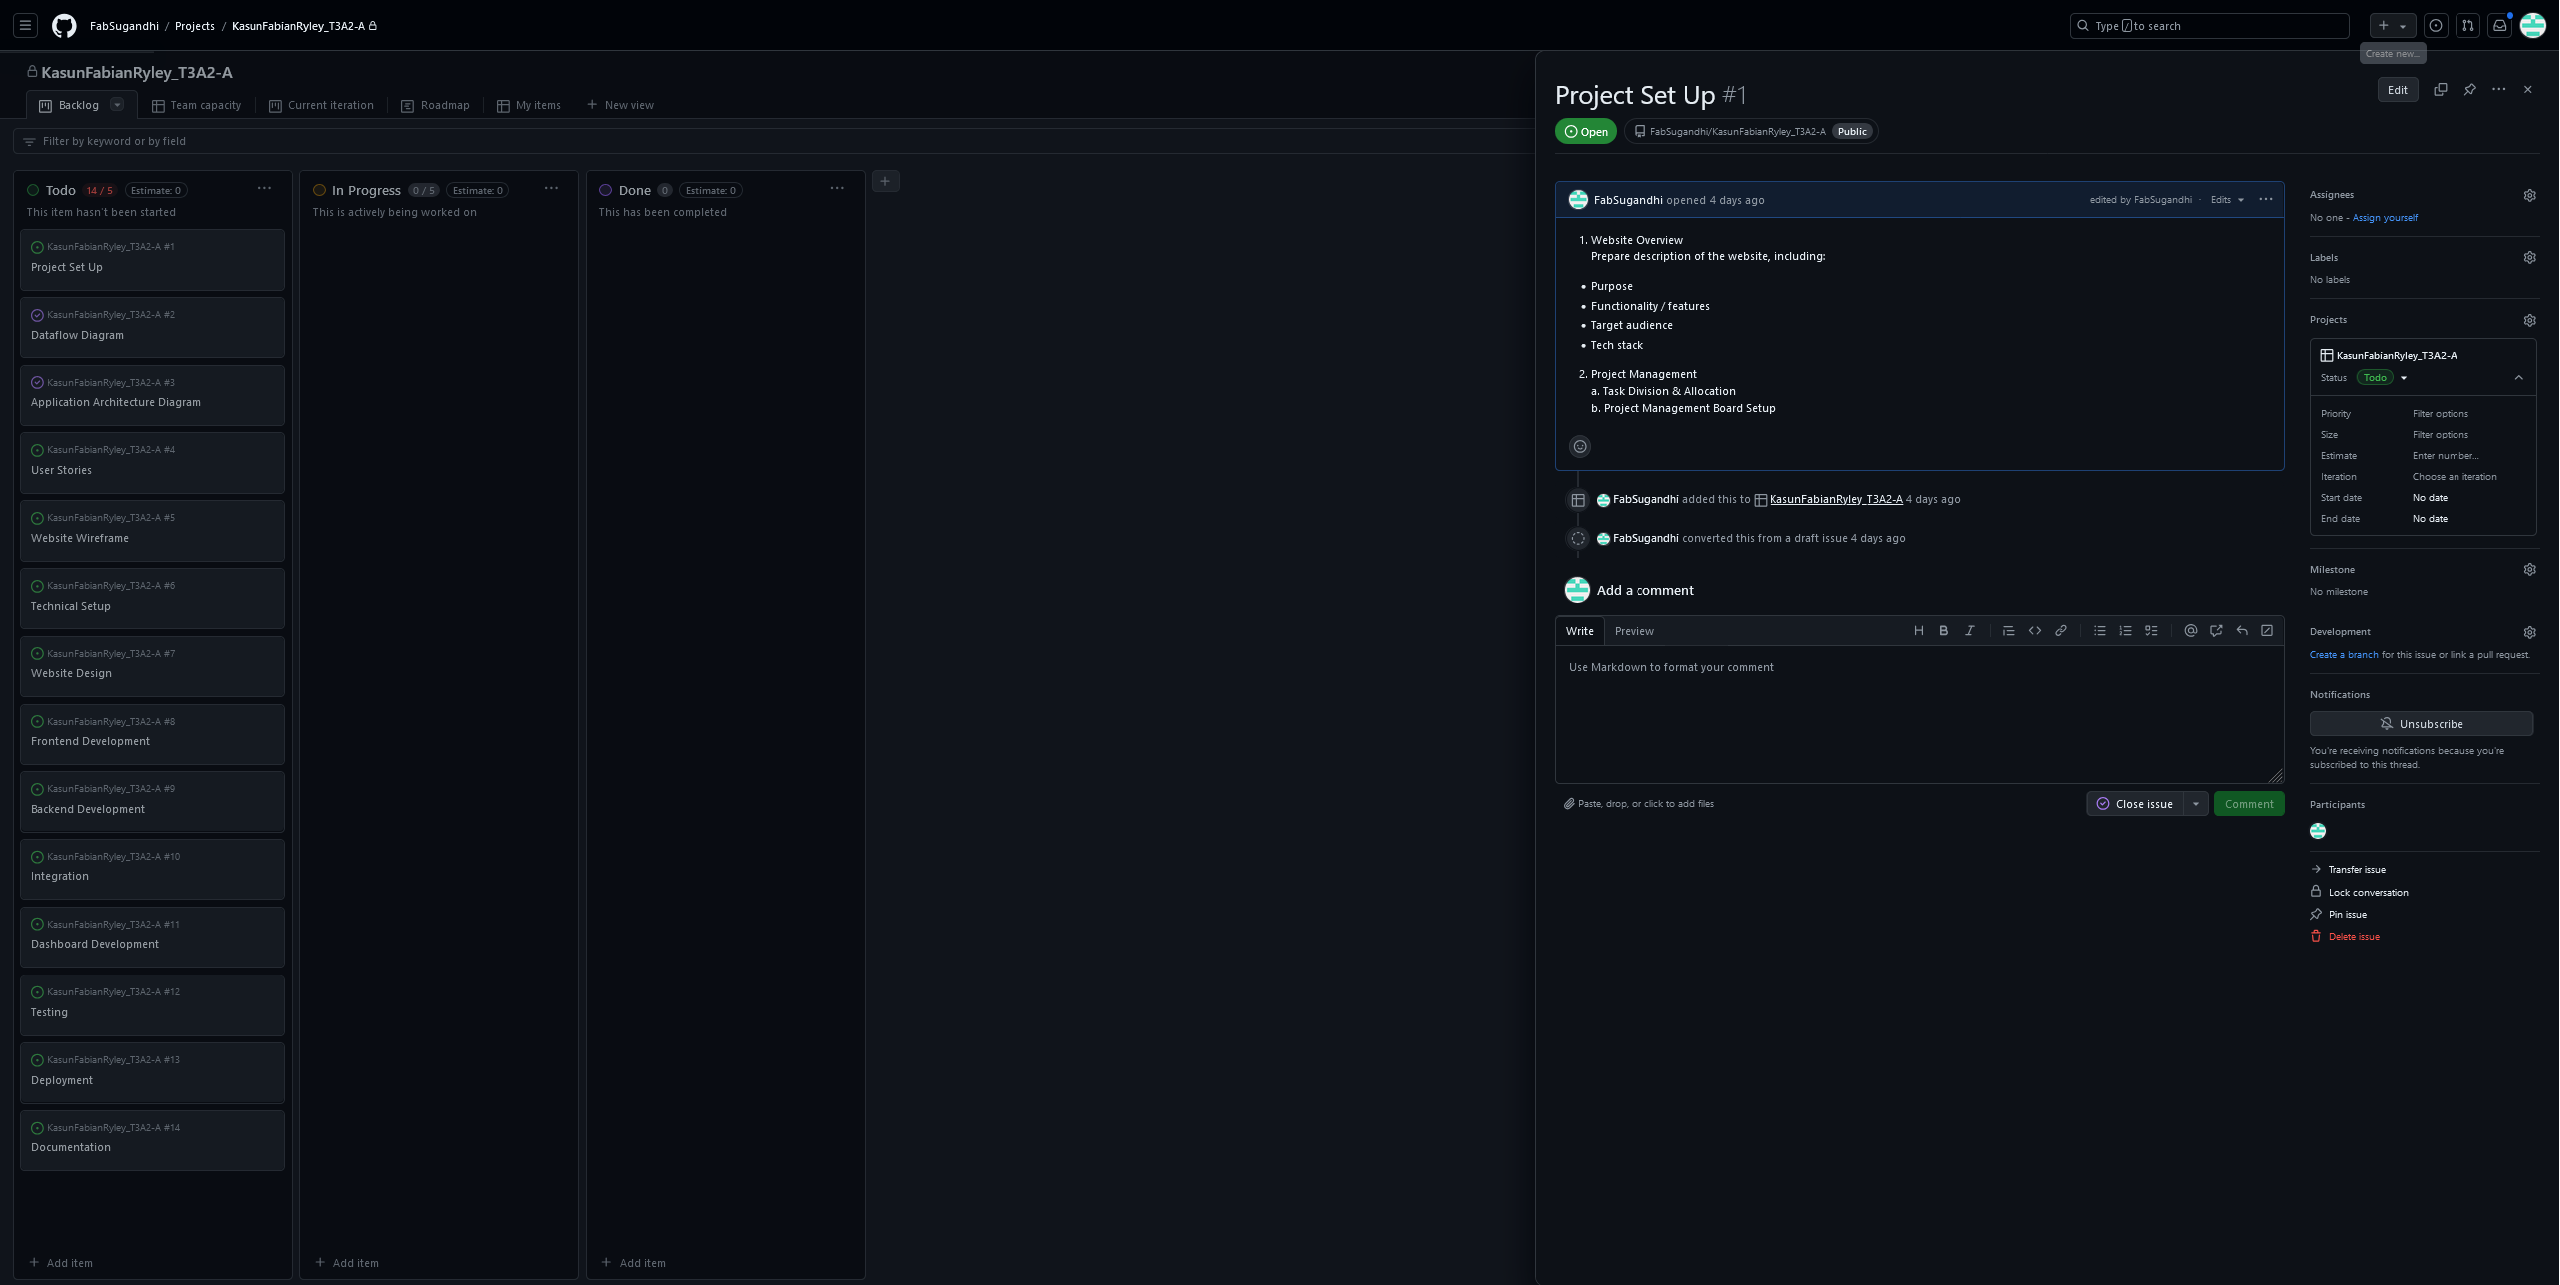 FabSugandhi / Projects / KasunFabianRyley_T3A2-A
Type / to search
Create new...
KasunFabianRyley_T3A2-A
Backlog
Team capacity
Current iteration
Roadmap
My items
New view
Filter by keyword or by field
Todo 14 / 5 Estimate: 0
This item hasn't been started
KasunFabianRyley_T3A2-A #1
Project Set Up
KasunFabianRyley_T3A2-A #2
Dataflow Diagram
KasunFabianRyley_T3A2-A #3
Application Architecture Diagram
KasunFabianRyley_T3A2-A #4
User Stories
KasunFabianRyley_T3A2-A #5
Website Wireframe
KasunFabianRyley_T3A2-A #6
Technical Setup
KasunFabianRyley_T3A2-A #7
Website Design
KasunFabianRyley_T3A2-A #8
Frontend Development
KasunFabianRyley_T3A2-A #9
Backend Development
KasunFabianRyley_T3A2-A #10
Integration
KasunFabianRyley_T3A2-A #11
Dashboard Development
KasunFabianRyley_T3A2-A #12
Testing
KasunFabianRyley_T3A2-A #13
Deployment
KasunFabianRyley_T3A2-A #14
Documentation
+ Add item
In Progress 0 / 5 Estimate: 0
This is actively being worked on
+ Add item
Done 0 Estimate: 0
This has been completed
+ Add item
Project Set Up #1
Edit
Open
FabSugandhi/KasunFabianRyley_T3A2-A Public
FabSugandhi opened 4 days ago
edited by FabSugandhi · Edits
1. Website Overview
Prepare description of the website, including:
• Purpose
• Functionality / features
• Target audience
• Tech stack
2. Project Management
a. Task Division & Allocation
b. Project Management Board Setup
FabSugandhi added this to KasunFabianRyley_T3A2-A 4 days ago
FabSugandhi converted this from a draft issue 4 days ago
Add a comment
Write
Preview
Use Markdown to format your comment
Paste, drop, or click to add files
Close issue
Comment
Assignees
No one - Assign yourself
Labels
No labels
Projects
KasunFabianRyley_T3A2-A
Status Todo
Priority Filter options
Size Filter options
Estimate Enter number...
Iteration Choose an iteration
Start date No date
End date No date
Milestone
No milestone
Development
Create a branch for this issue or link a pull request.
Notifications
Unsubscribe
You're receiving notifications because you're
subscribed to this thread.
Participants
Transfer issue
Lock conversation
Pin issue
Delete issue